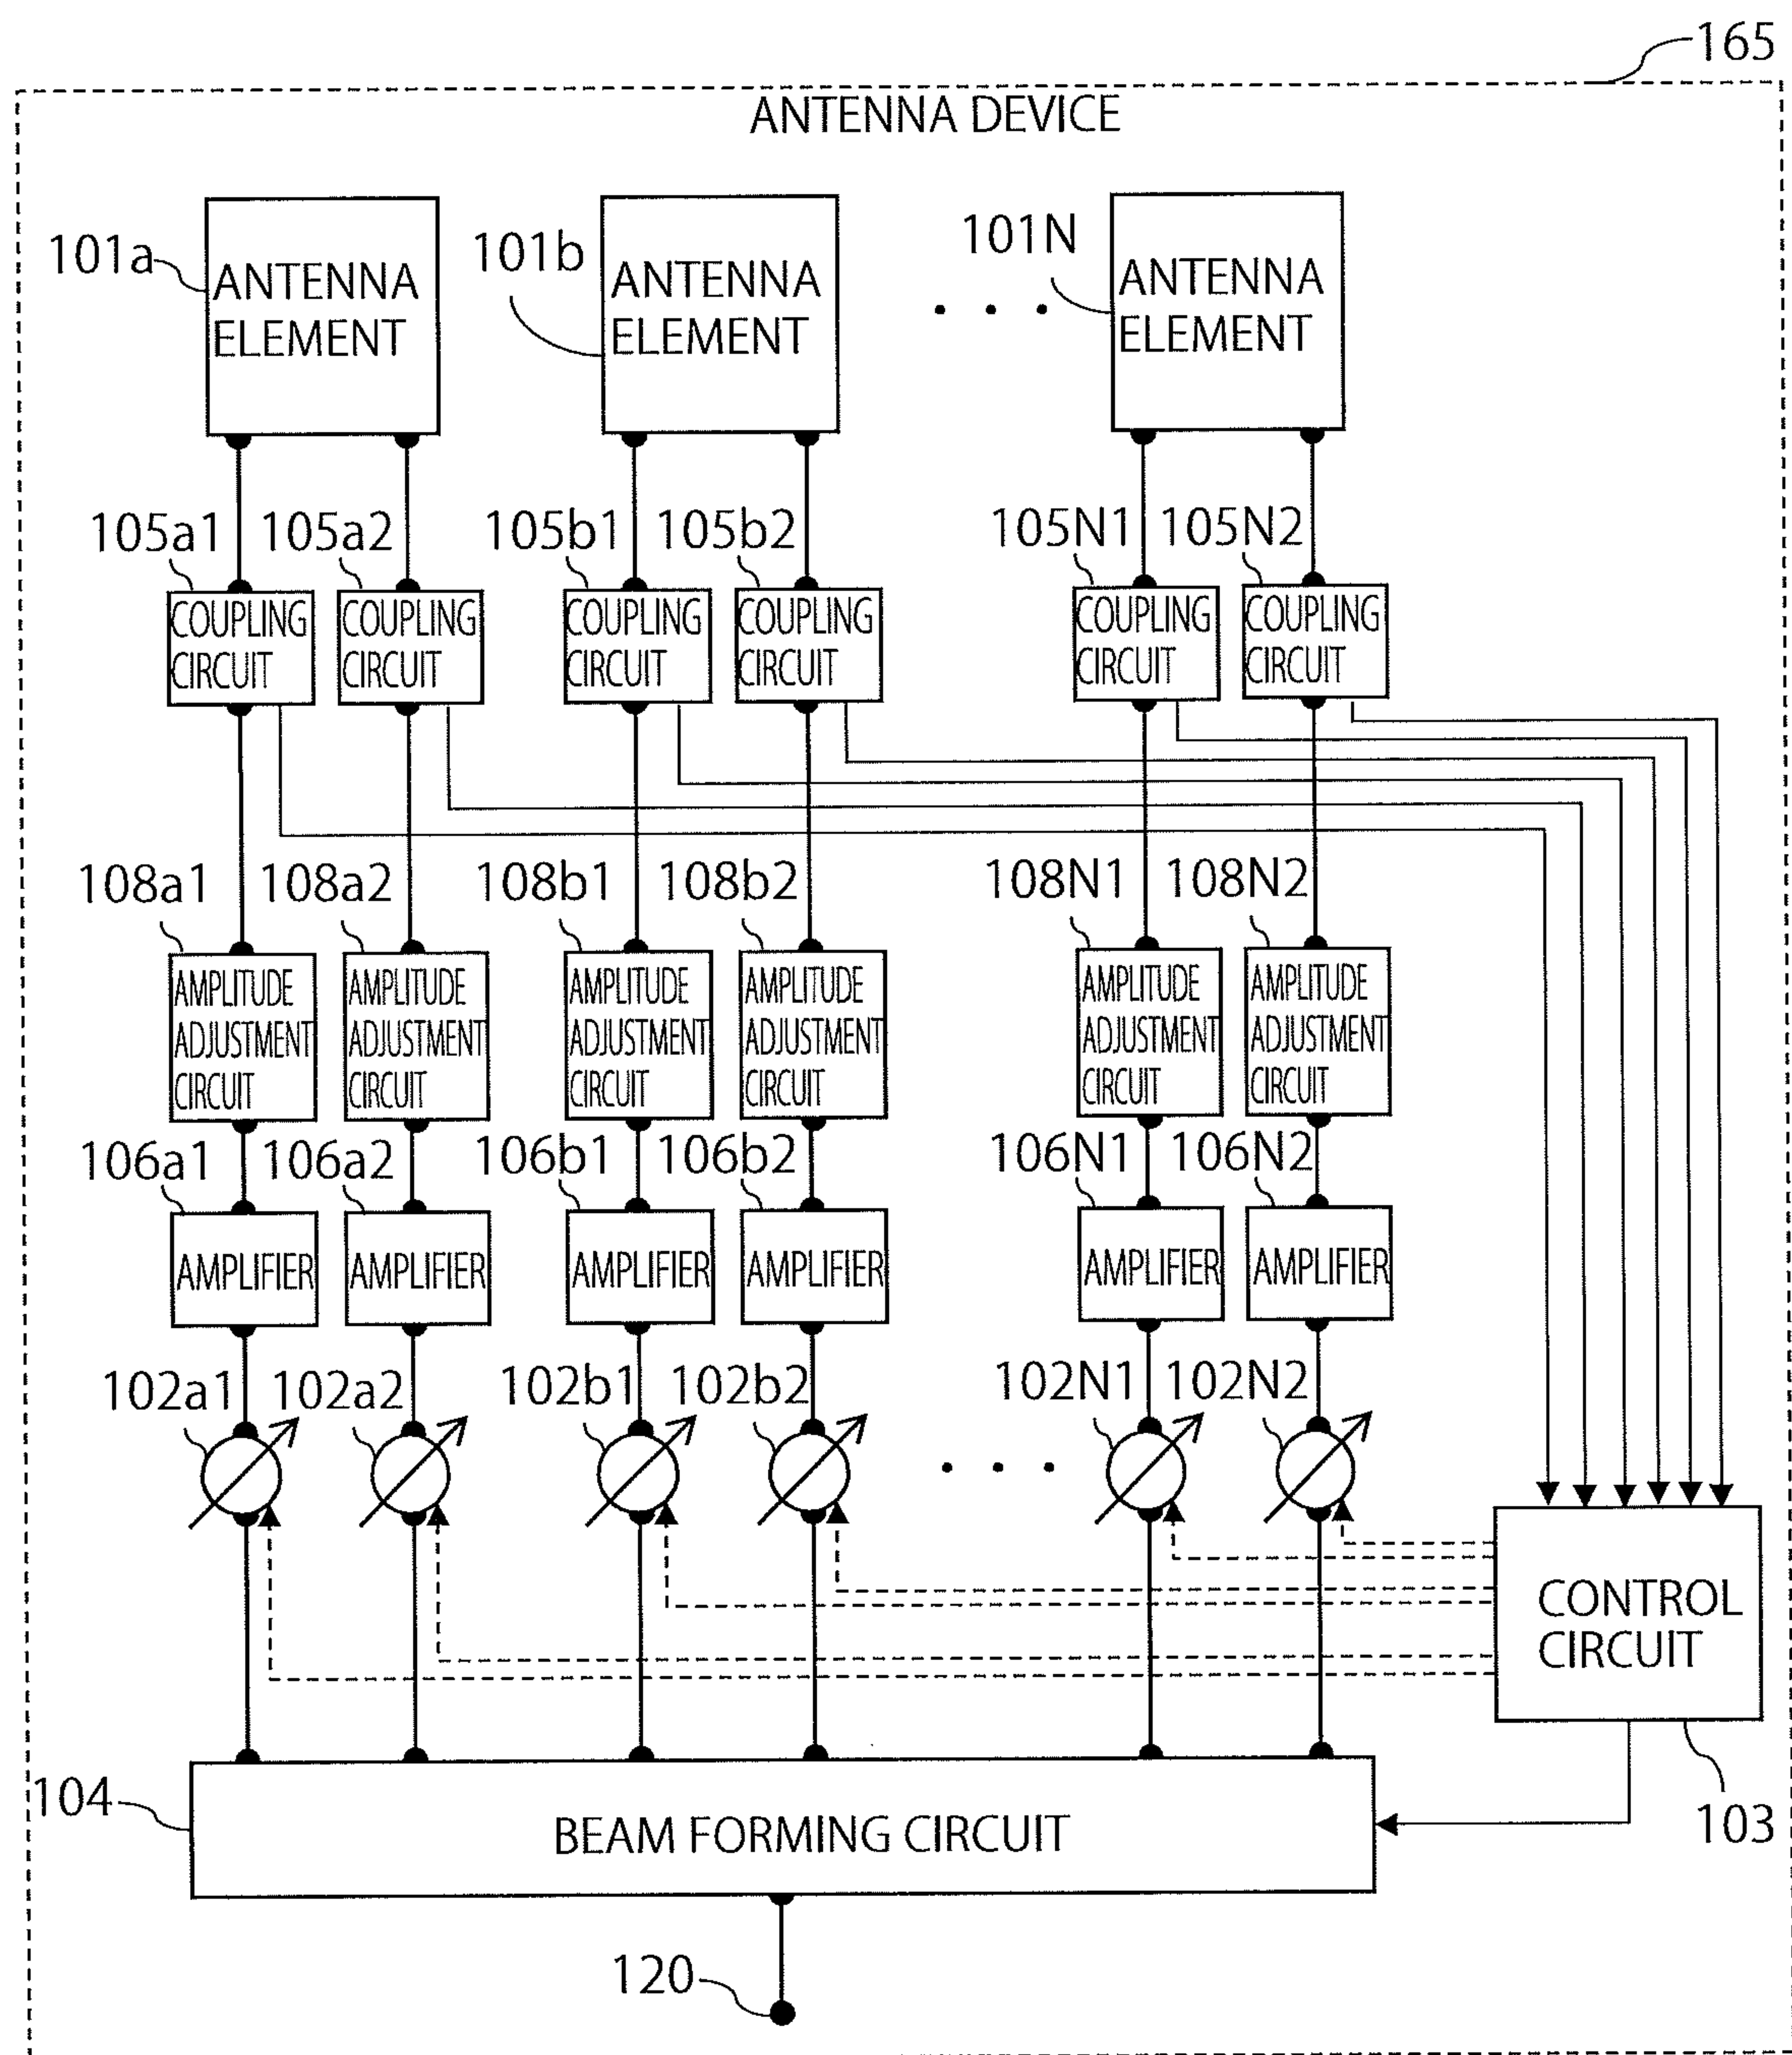 165
ANTENNA DEVICE
101a
ANTENNA
ELEMENT
101b
ANTENNA
ELEMENT
. . .
101N
ANTENNA
ELEMENT
105a1
105a2
105b1
105b2
105N1
105N2
COUPLING
CIRCUIT
COUPLING
CIRCUIT
COUPLING
CIRCUIT
COUPLING
CIRCUIT
COUPLING
CIRCUIT
COUPLING
CIRCUIT
108a1
108a2
108b1
108b2
108N1
108N2
AMPLITUDE
ADJUSTMENT
CIRCUIT
AMPLITUDE
ADJUSTMENT
CIRCUIT
AMPLITUDE
ADJUSTMENT
CIRCUIT
AMPLITUDE
ADJUSTMENT
CIRCUIT
AMPLITUDE
ADJUSTMENT
CIRCUIT
AMPLITUDE
ADJUSTMENT
CIRCUIT
106a1
106a2
106b1
106b2
106N1
106N2
AMPLIFIER
AMPLIFIER
AMPLIFIER
AMPLIFIER
AMPLIFIER
AMPLIFIER
102a1
102a2
102b1
102b2
102N1
102N2
. . .
CONTROL
CIRCUIT
103
104
BEAM FORMING CIRCUIT
120